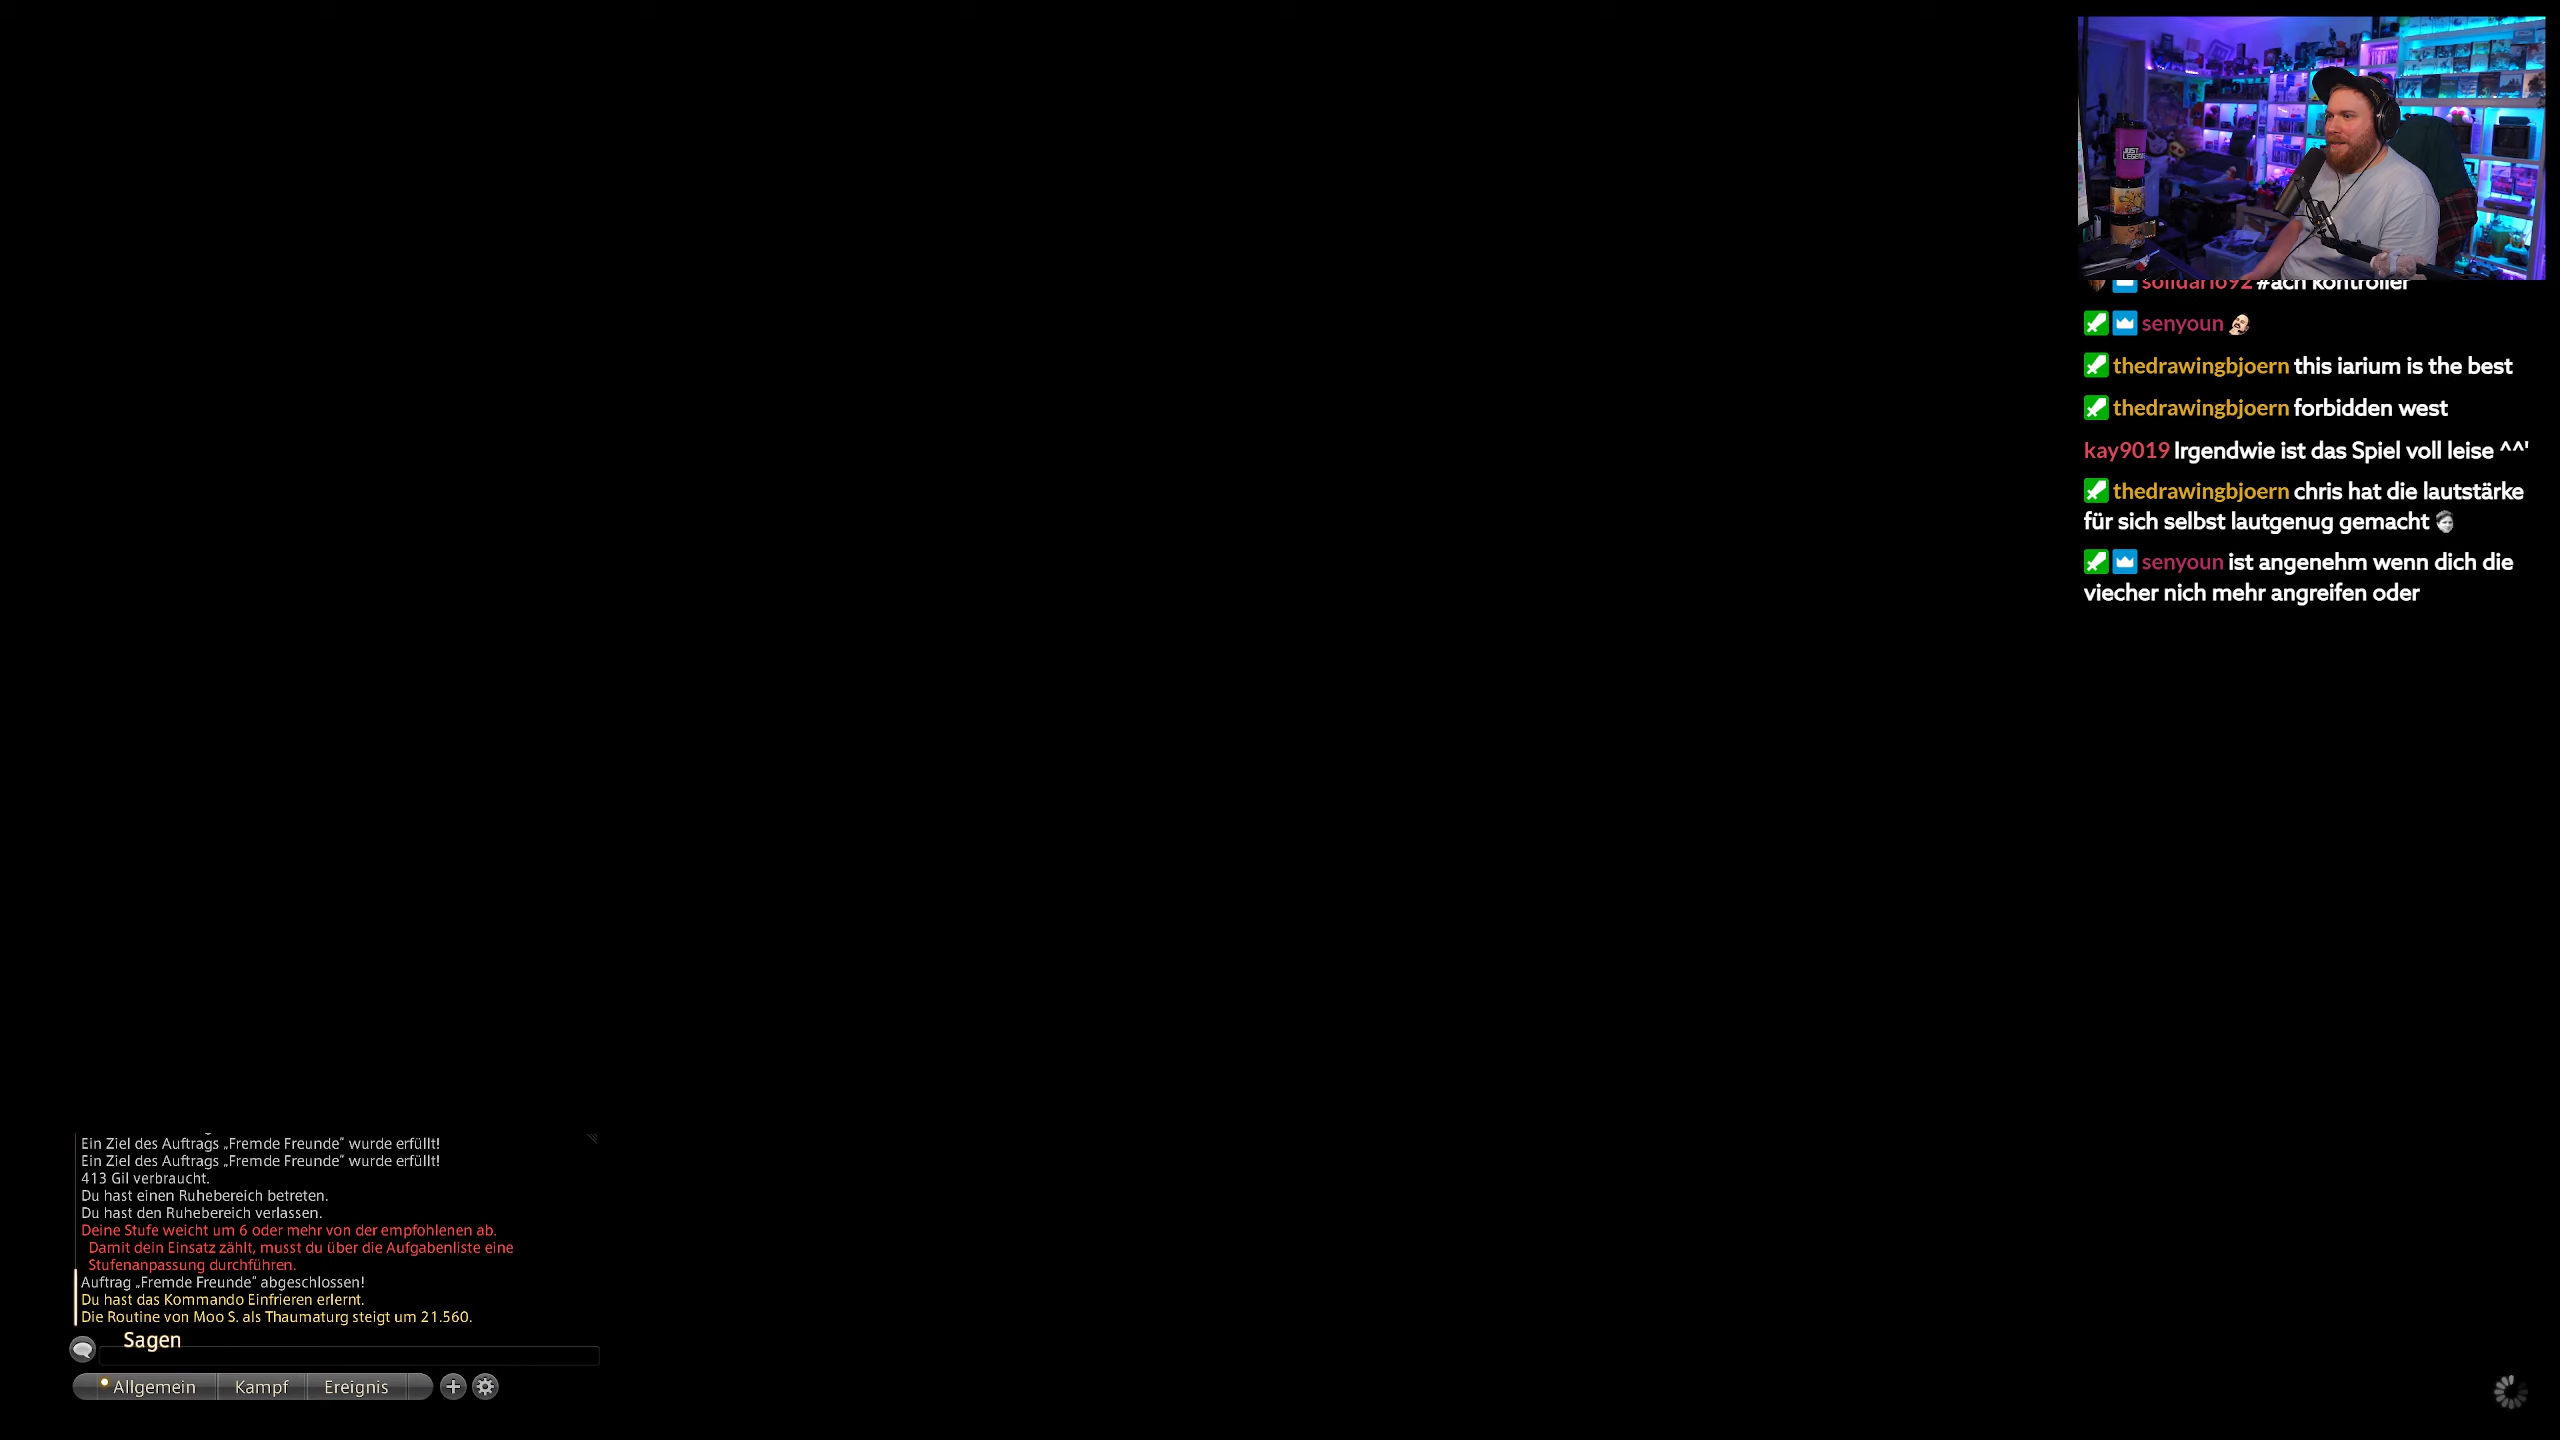 JUST LEGENDS
solidario92 #ach kontroller
senyoun
thedrawingbjoern this iarium is the best
thedrawingbjoern forbidden west
kay9019 Irgendwie ist das Spiel voll leise ^^'
thedrawingbjoern chris hat die lautstärke
für sich selbst lautgenug gemacht
senyoun ist angenehm wenn dich die
viecher nich mehr angreifen oder
Ein Ziel des Auftrags „Fremde Freunde“ wurde erfüllt!
Ein Ziel des Auftrags „Fremde Freunde“ wurde erfüllt!
413 Gil verbraucht.
Du hast einen Ruhebereich betreten.
Du hast den Ruhebereich verlassen.
Deine Stufe weicht um 6 oder mehr von der empfohlenen ab.
Damit dein Einsatz zählt, musst du über die Aufgabenliste eine
Stufenanpassung durchführen.
Auftrag „Fremde Freunde“ abgeschlossen!
Du hast das Kommando Einfrieren erlernt.
Die Routine von Moo S. als Thaumaturg steigt um 21.560.
Sagen
Allgemein Kampf Ereignis